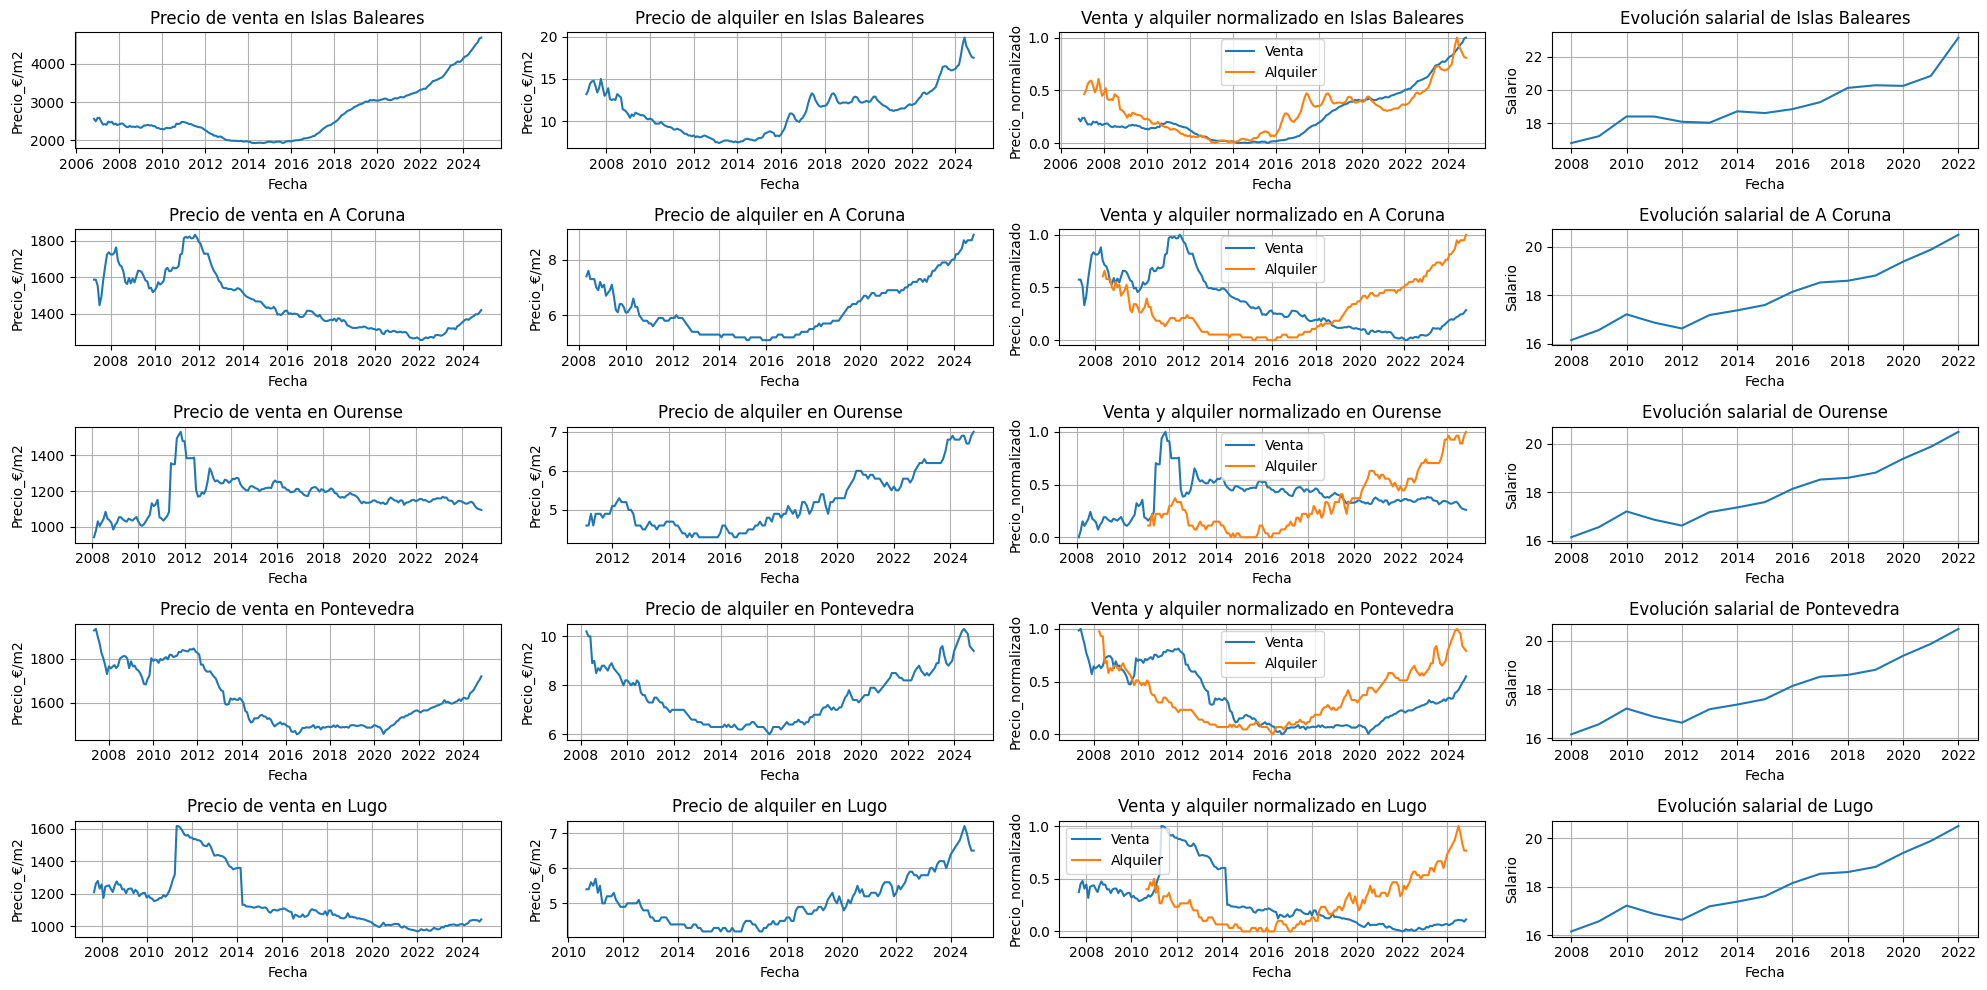 Precio de venta en Islas Baleares
Precio_€/m2
4000
3000
2000
2006 2008 2010 2012 2014 2016 2018 2020 2022 2024
Fecha
Precio de alquiler en Islas Baleares
Precio_€/m2
20
15
10
2008 2010 2012 2014 2016 2018 2020 2022 2024
Fecha
Venta y alquiler normalizado en Islas Baleares
Precio_normalizado
1.0
0.5
0.0
Venta
Alquiler
2006 2008 2010 2012 2014 2016 2018 2020 2022 2024
Fecha
Evolución salarial de Islas Baleares
Salario
22
20
18
2008 2010 2012 2014 2016 2018 2020 2022
Fecha
Precio de venta en A Coruna
Precio_€/m2
1800
1600
1400
2008 2010 2012 2014 2016 2018 2020 2022 2024
Fecha
Precio de alquiler en A Coruna
Precio_€/m2
8
6
2008 2010 2012 2014 2016 2018 2020 2022 2024
Fecha
Venta y alquiler normalizado en A Coruna
Precio_normalizado
1.0
0.5
0.0
Venta
Alquiler
2008 2010 2012 2014 2016 2018 2020 2022 2024
Fecha
Evolución salarial de A Coruna
Salario
20
18
16
2008 2010 2012 2014 2016 2018 2020 2022
Fecha
Precio de venta en Ourense
Precio_€/m2
1400
1200
1000
2008 2010 2012 2014 2016 2018 2020 2022 2024
Fecha
Precio de alquiler en Ourense
Precio_€/m2
7
6
5
2012 2014 2016 2018 2020 2022 2024
Fecha
Venta y alquiler normalizado en Ourense
Precio_normalizado
1.0
0.5
0.0
Venta
Alquiler
2008 2010 2012 2014 2016 2018 2020 2022 2024
Fecha
Evolución salarial de Ourense
Salario
20
18
16
2008 2010 2012 2014 2016 2018 2020 2022
Fecha
Precio de venta en Pontevedra
Precio_€/m2
1800
1600
2008 2010 2012 2014 2016 2018 2020 2022 2024
Fecha
Precio de alquiler en Pontevedra
Precio_€/m2
10
8
6
2008 2010 2012 2014 2016 2018 2020 2022 2024
Fecha
Venta y alquiler normalizado en Pontevedra
Precio_normalizado
1.0
0.5
0.0
Venta
Alquiler
2008 2010 2012 2014 2016 2018 2020 2022 2024
Fecha
Evolución salarial de Pontevedra
Salario
20
18
16
2008 2010 2012 2014 2016 2018 2020 2022
Fecha
Precio de venta en Lugo
Precio_€/m2
1600
1400
1200
1000
2008 2010 2012 2014 2016 2018 2020 2022 2024
Fecha
Precio de alquiler en Lugo
Precio_€/m2
7
6
5
2010 2012 2014 2016 2018 2020 2022 2024
Fecha
Venta y alquiler normalizado en Lugo
Precio_normalizado
1.0
0.5
0.0
Venta
Alquiler
2008 2010 2012 2014 2016 2018 2020 2022 2024
Fecha
Evolución salarial de Lugo
Salario
20
18
16
2008 2010 2012 2014 2016 2018 2020 2022
Fecha